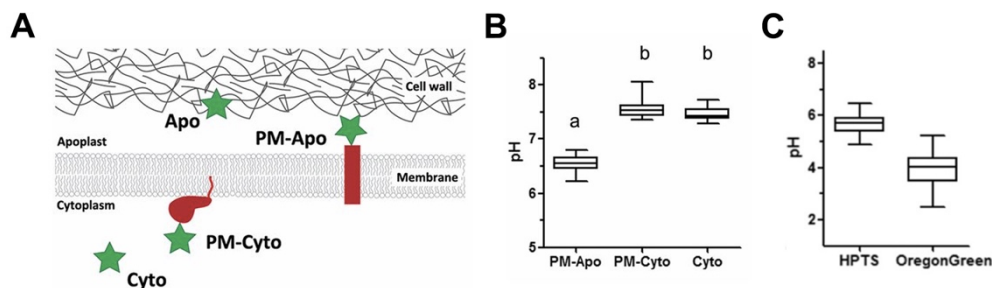 A
Cell wall
Apo
PM-Apo
Apoplast
Membrane
Cytoplasm
PM-Cyto
Cyto
B
b b
a
8
7
6
5
pH
PM-Apo PM-Cyto Cyto
C
8
6
4
2
pH
HPTS OregonGreen